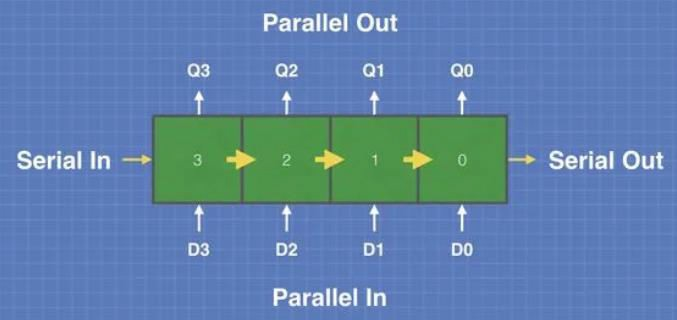 Parallel Out
Q3 Q2 Q1 Q0
Serial In 3 2 1 0 Serial Out
D3 D2 D1 D0
Parallel In